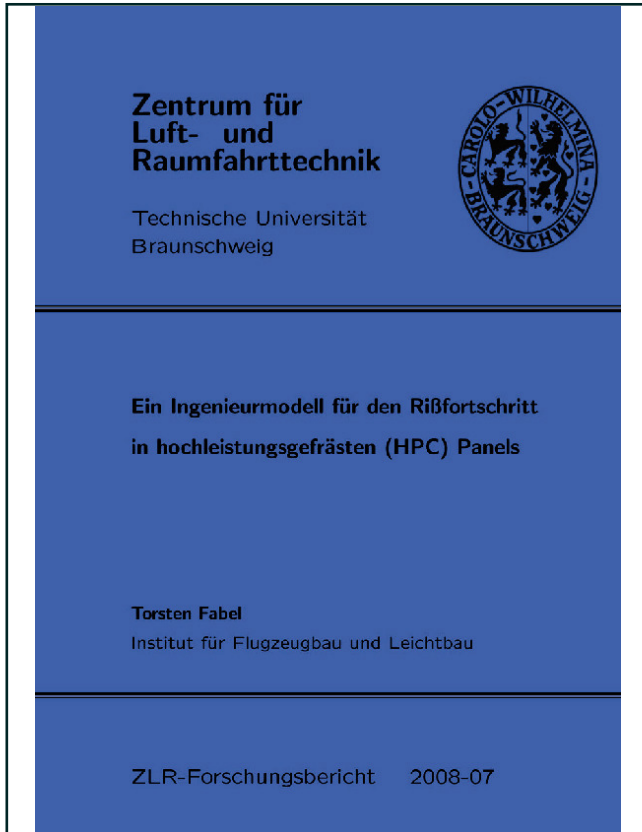 Zentrum für
Luft- und
Raumfahrttechnik
CAROLO-WILHELMINA
BRAUNSCHWEIG
Technische Universität
Braunschweig
Ein Ingenieurmodell für den Rißfortschritt
in hochleistungsgefrästen (HPC) Panels
Torsten Fabel
Institut für Flugzeugbau und Leichtbau
ZLR-Forschungsbericht 2008-07